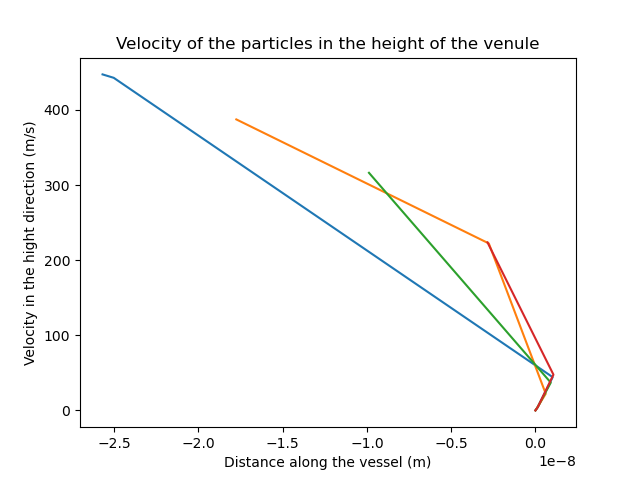 Velocity of the particles in the height of the venule
Velocity in the hight direction (m/s)
400
300
200
100
0
−2.5 −2.0 −1.5 −1.0 −0.5 0.0
1e−8
Distance along the vessel (m)